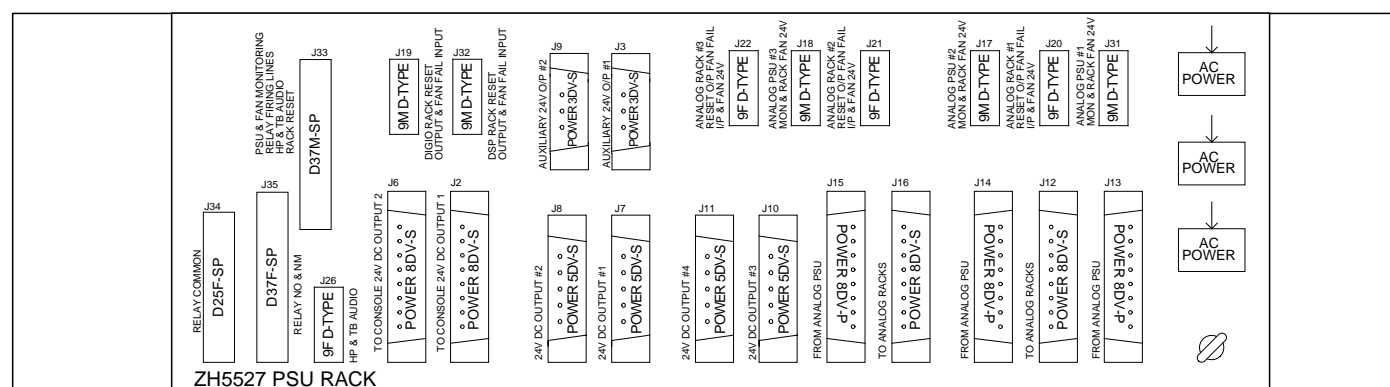 J33
PSU & FAN MONITORING
RELAY FIRING LINES
HP & TB AUDIO
RACK RESET
D37M-SP
J19
9M D-TYPE
DIGIO RACK RESET
OUTPUT & FAN FAIL INPUT
J32
9M D-TYPE
DSP RACK RESET
OUTPUT & FAN FAIL INPUT
J9
AUXILIARY 24V O/P #2
POWER 3DV-S
J3
AUXILIARY 24V O/P #1
POWER 3DV-S
J22
ANALOG RACK #3
RESET O/P FAN FAIL
I/P & FAN 24V
9F D-TYPE
J18
ANALOG PSU #3
MON & RACK FAN 24V
9M D-TYPE
J21
ANALOG RACK #2
RESET O/P FAN FAIL
I/P & FAN 24V
9F D-TYPE
J17
ANALOG PSU #2
MON & RACK FAN 24V
9M D-TYPE
J20
ANALOG RACK #1
RESET O/P FAN FAIL
I/P & FAN 24V
9F D-TYPE
J31
ANALOG PSU #1
MON & RACK FAN 24V
9M D-TYPE
AC
POWER
AC
POWER
AC
POWER
J34
RELAY COMMON
D25F-SP
J35
D37F-SP
RELAY NO & NM
J26
9F D-TYPE
HP & TB AUDIO
J6
TO CONSOLE 24V DC OUTPUT 2
POWER 8DV-S
J2
TO CONSOLE 24V DC OUTPUT 1
POWER 8DV-S
J8
24V DC OUTPUT #2
POWER 5DV-S
J7
24V DC OUTPUT #1
POWER 5DV-S
J11
24V DC OUTPUT #4
POWER 5DV-S
J10
24V DC OUTPUT #3
POWER 5DV-S
J15
FROM ANALOG PSU
POWER 8DV-P
J16
TO ANALOG RACKS
POWER 8DV-S
J14
FROM ANALOG PSU
POWER 8DV-P
J12
TO ANALOG RACKS
POWER 8DV-S
J13
FROM ANALOG PSU
POWER 8DV-P
ZH5527 PSU RACK